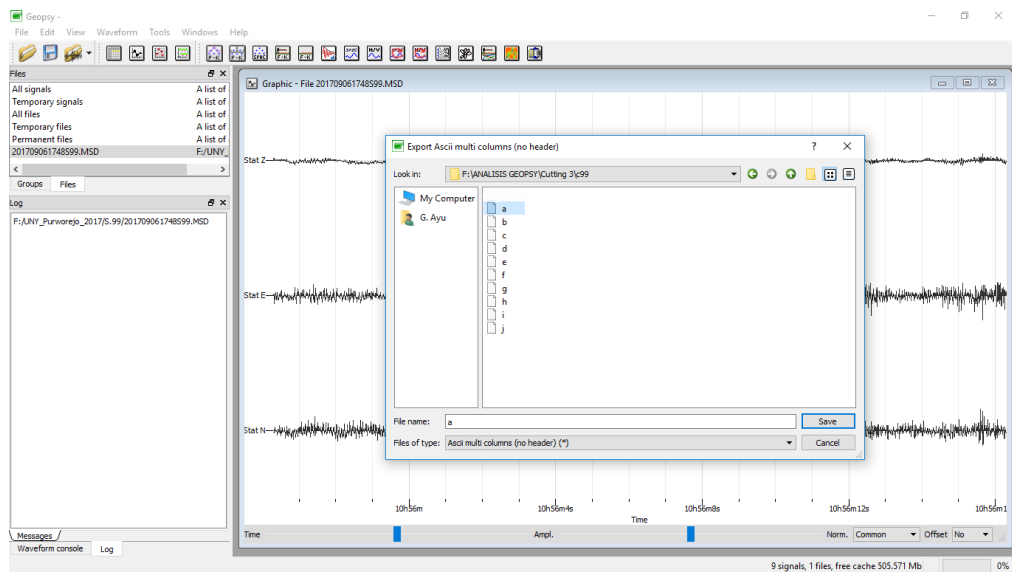 Geopsy -
File Edit View Waveform Tools Windows Help
Files
All signals A list of
Temporary signals A list of
All files A list of
Temporary files A list of
Permanent files A list of
201709061748S99.MSD F:/UNY_
Groups Files
Log
F:/UNY_Purworejo_2017/S.99/201709061748S99.MSD
Messages
Waveform console Log
Graphic - File 201709061748S99.MSD
Stat Z
Stat E
Stat N
Export Ascii multi columns (no header) ?
Look in: F:\ANALISIS GEOPSY\Cutting 3\c99
My Computer
G. Ayu
a
b
c
d
e
f
g
h
i
j
File name: a Save
Files of type: Ascii multi columns (no header) (*) Cancel
10h56m 10h56m4s 10h56m8s 10h56m12s 10h56m1
Time
Time Ampl. Norm. Common Offset No
9 signals, 1 files, free cache 505.571 Mb 0%